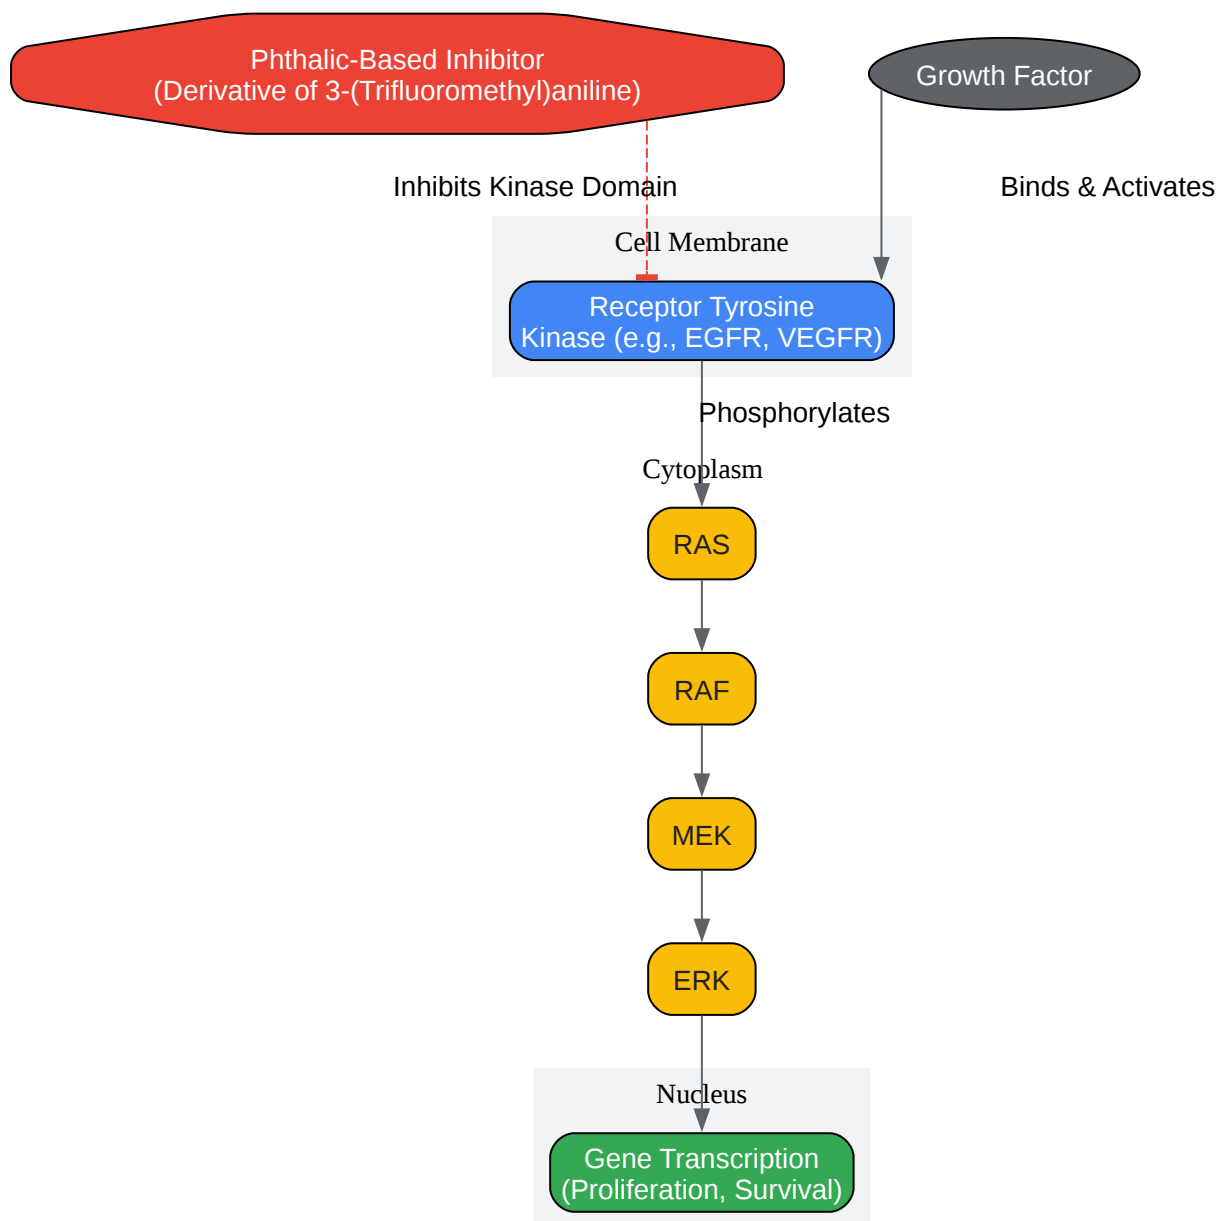 Phthalic-Based Inhibitor
(Derivative of 3-(Trifluoromethyl)aniline)
Growth Factor
Inhibits Kinase Domain
Binds & Activates
Cell Membrane
Receptor Tyrosine
Kinase (e.g., EGFR, VEGFR)
Phosphorylates
Cytoplasm
RAS
RAF
MEK
ERK
Nucleus
Gene Transcription
(Proliferation, Survival)